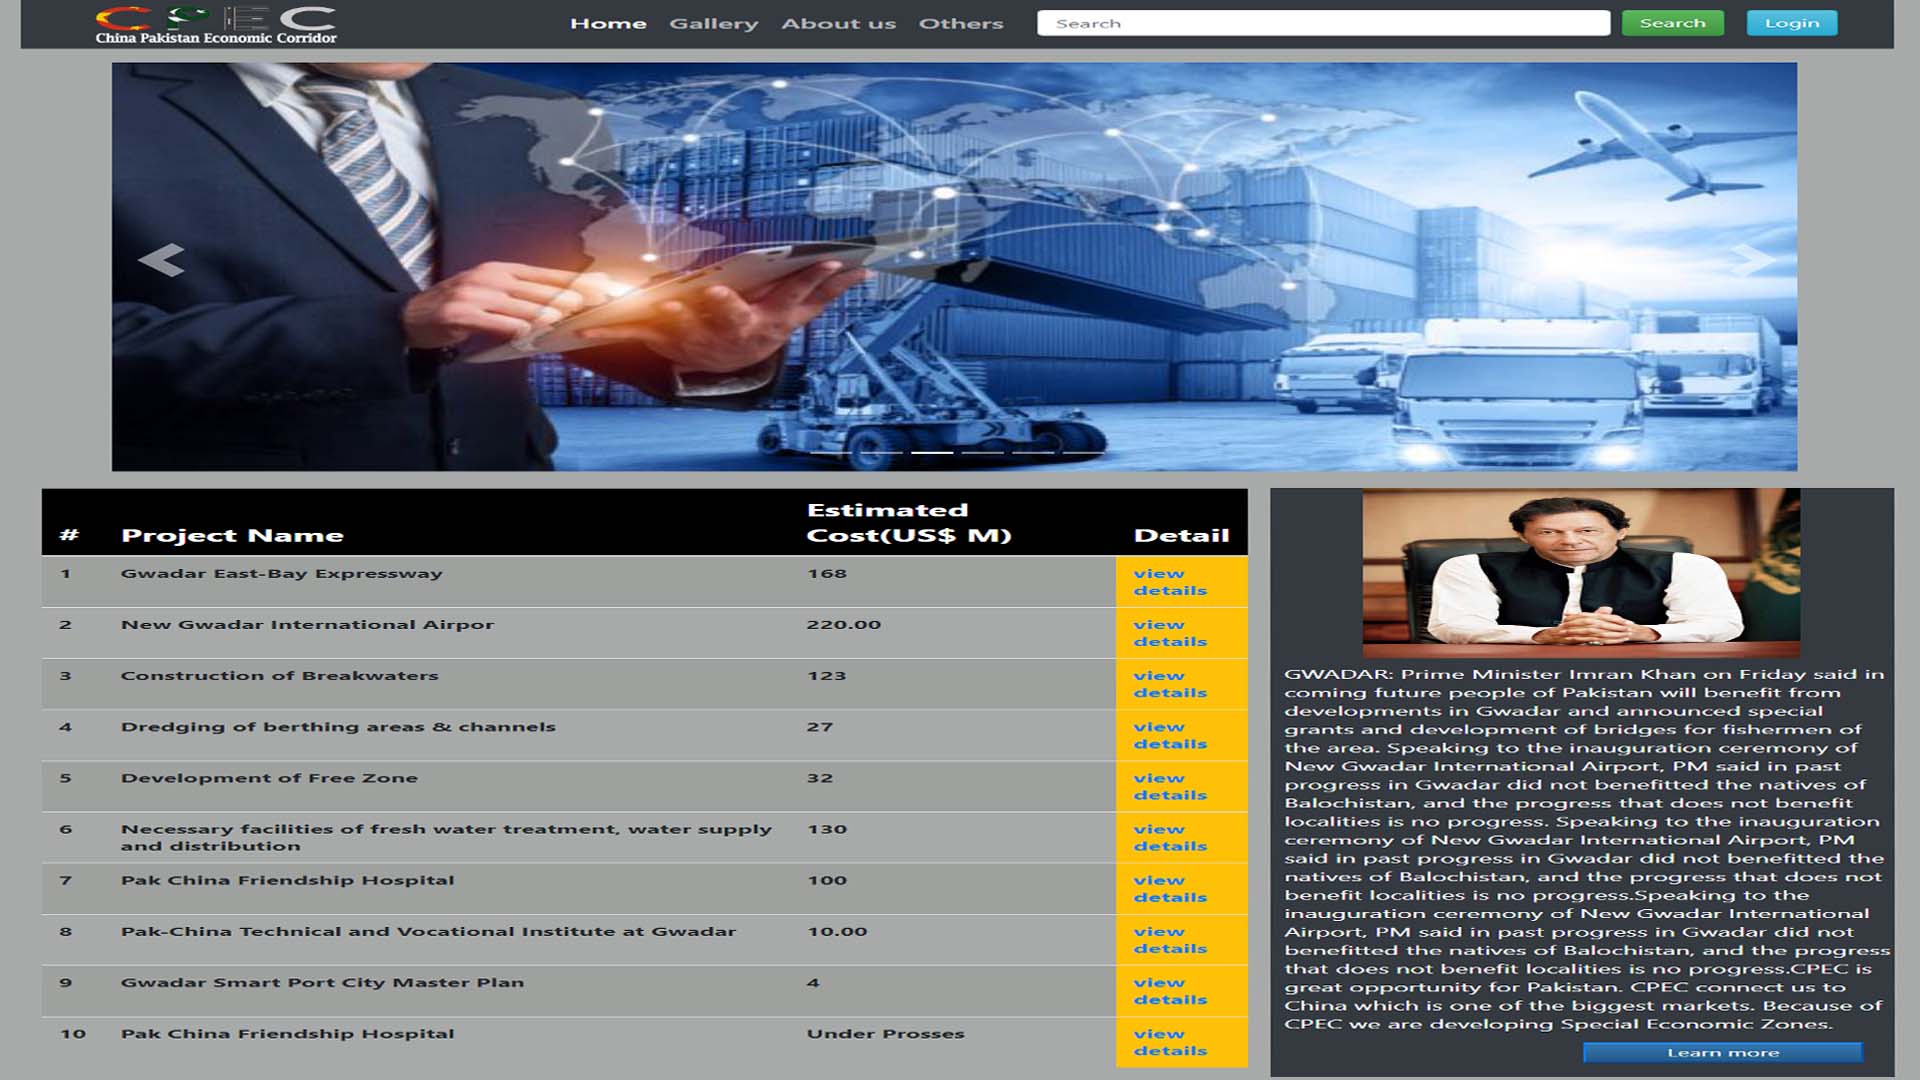 CPEC
China Pakistan Economic Corridor
Home Gallery About us Others Search Search Login
# Project Name Estimated Cost(US$ M) Detail
1 Gwadar East-Bay Expressway 168 view details
2 New Gwadar International Airpor 220.00 view details
3 Construction of Breakwaters 123 view details
4 Dredging of berthing areas & channels 27 view details
5 Development of Free Zone 32 view details
6 Necessary facilities of fresh water treatment, water supply and distribution 130 view details
7 Pak China Friendship Hospital 100 view details
8 Pak-China Technical and Vocational Institute at Gwadar 10.00 view details
9 Gwadar Smart Port City Master Plan 4 view details
10 Pak China Friendship Hospital Under Prosses view details
GWADAR: Prime Minister Imran Khan on Friday said in
coming future people of Pakistan will benefit from
developments in Gwadar and announced special
grants and development of bridges for fishermen of
the area. Speaking to the inauguration ceremony of
New Gwadar International Airport, PM said in past
progress in Gwadar did not benefitted the natives of
Balochistan, and the progress that does not benefit
localities is no progress. Speaking to the inauguration
ceremony of New Gwadar International Airport, PM
said in past progress in Gwadar did not benefitted the
natives of Balochistan, and the progress that does not
benefit localities is no progress.Speaking to the
inauguration ceremony of New Gwadar International
Airport, PM said in past progress in Gwadar did not
benefitted the natives of Balochistan, and the progress
that does not benefit localities is no progress.CPEC is
great opportunity for Pakistan. CPEC connect us to
China which is one of the biggest markets. Because of
CPEC we are developing Special Economic Zones.
Learn more